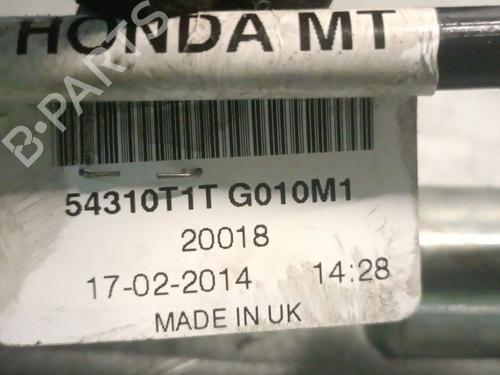 HONDA MT
B-PARTS
54310T1T G010M1
20018
17-02-2014 14:28
MADE IN UK